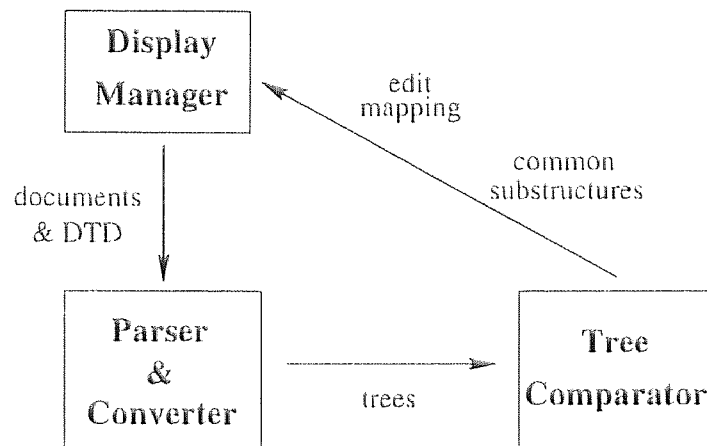 Display
Manager
edit
mapping
common
substructures
documents
& DTD
Parser
&
Converter
trees
Tree
Comparator